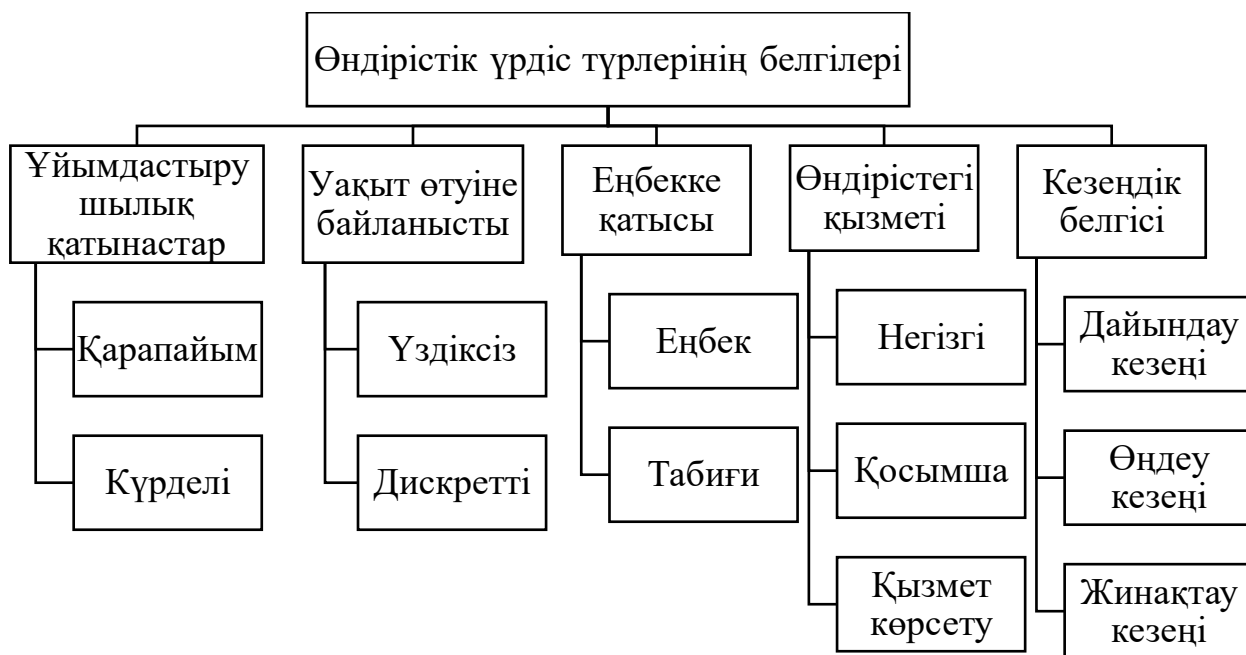 Өндірістік үрдіс түрлерінің белгілері
Ұйымдастыру
шылық
қатынастар
Қарапайым
Күрделі
Уақыт өтуіне
байланысты
Үздіксіз
Дискретті
Еңбекке
қатысы
Еңбек
Табиғи
Өндірістегі
қызметі
Негізгі
Қосымша
Қызмет
көрсету
Кезеңдік
белгісі
Дайындау
кезеңі
Өңдеу
кезеңі
Жинақтау
кезеңі